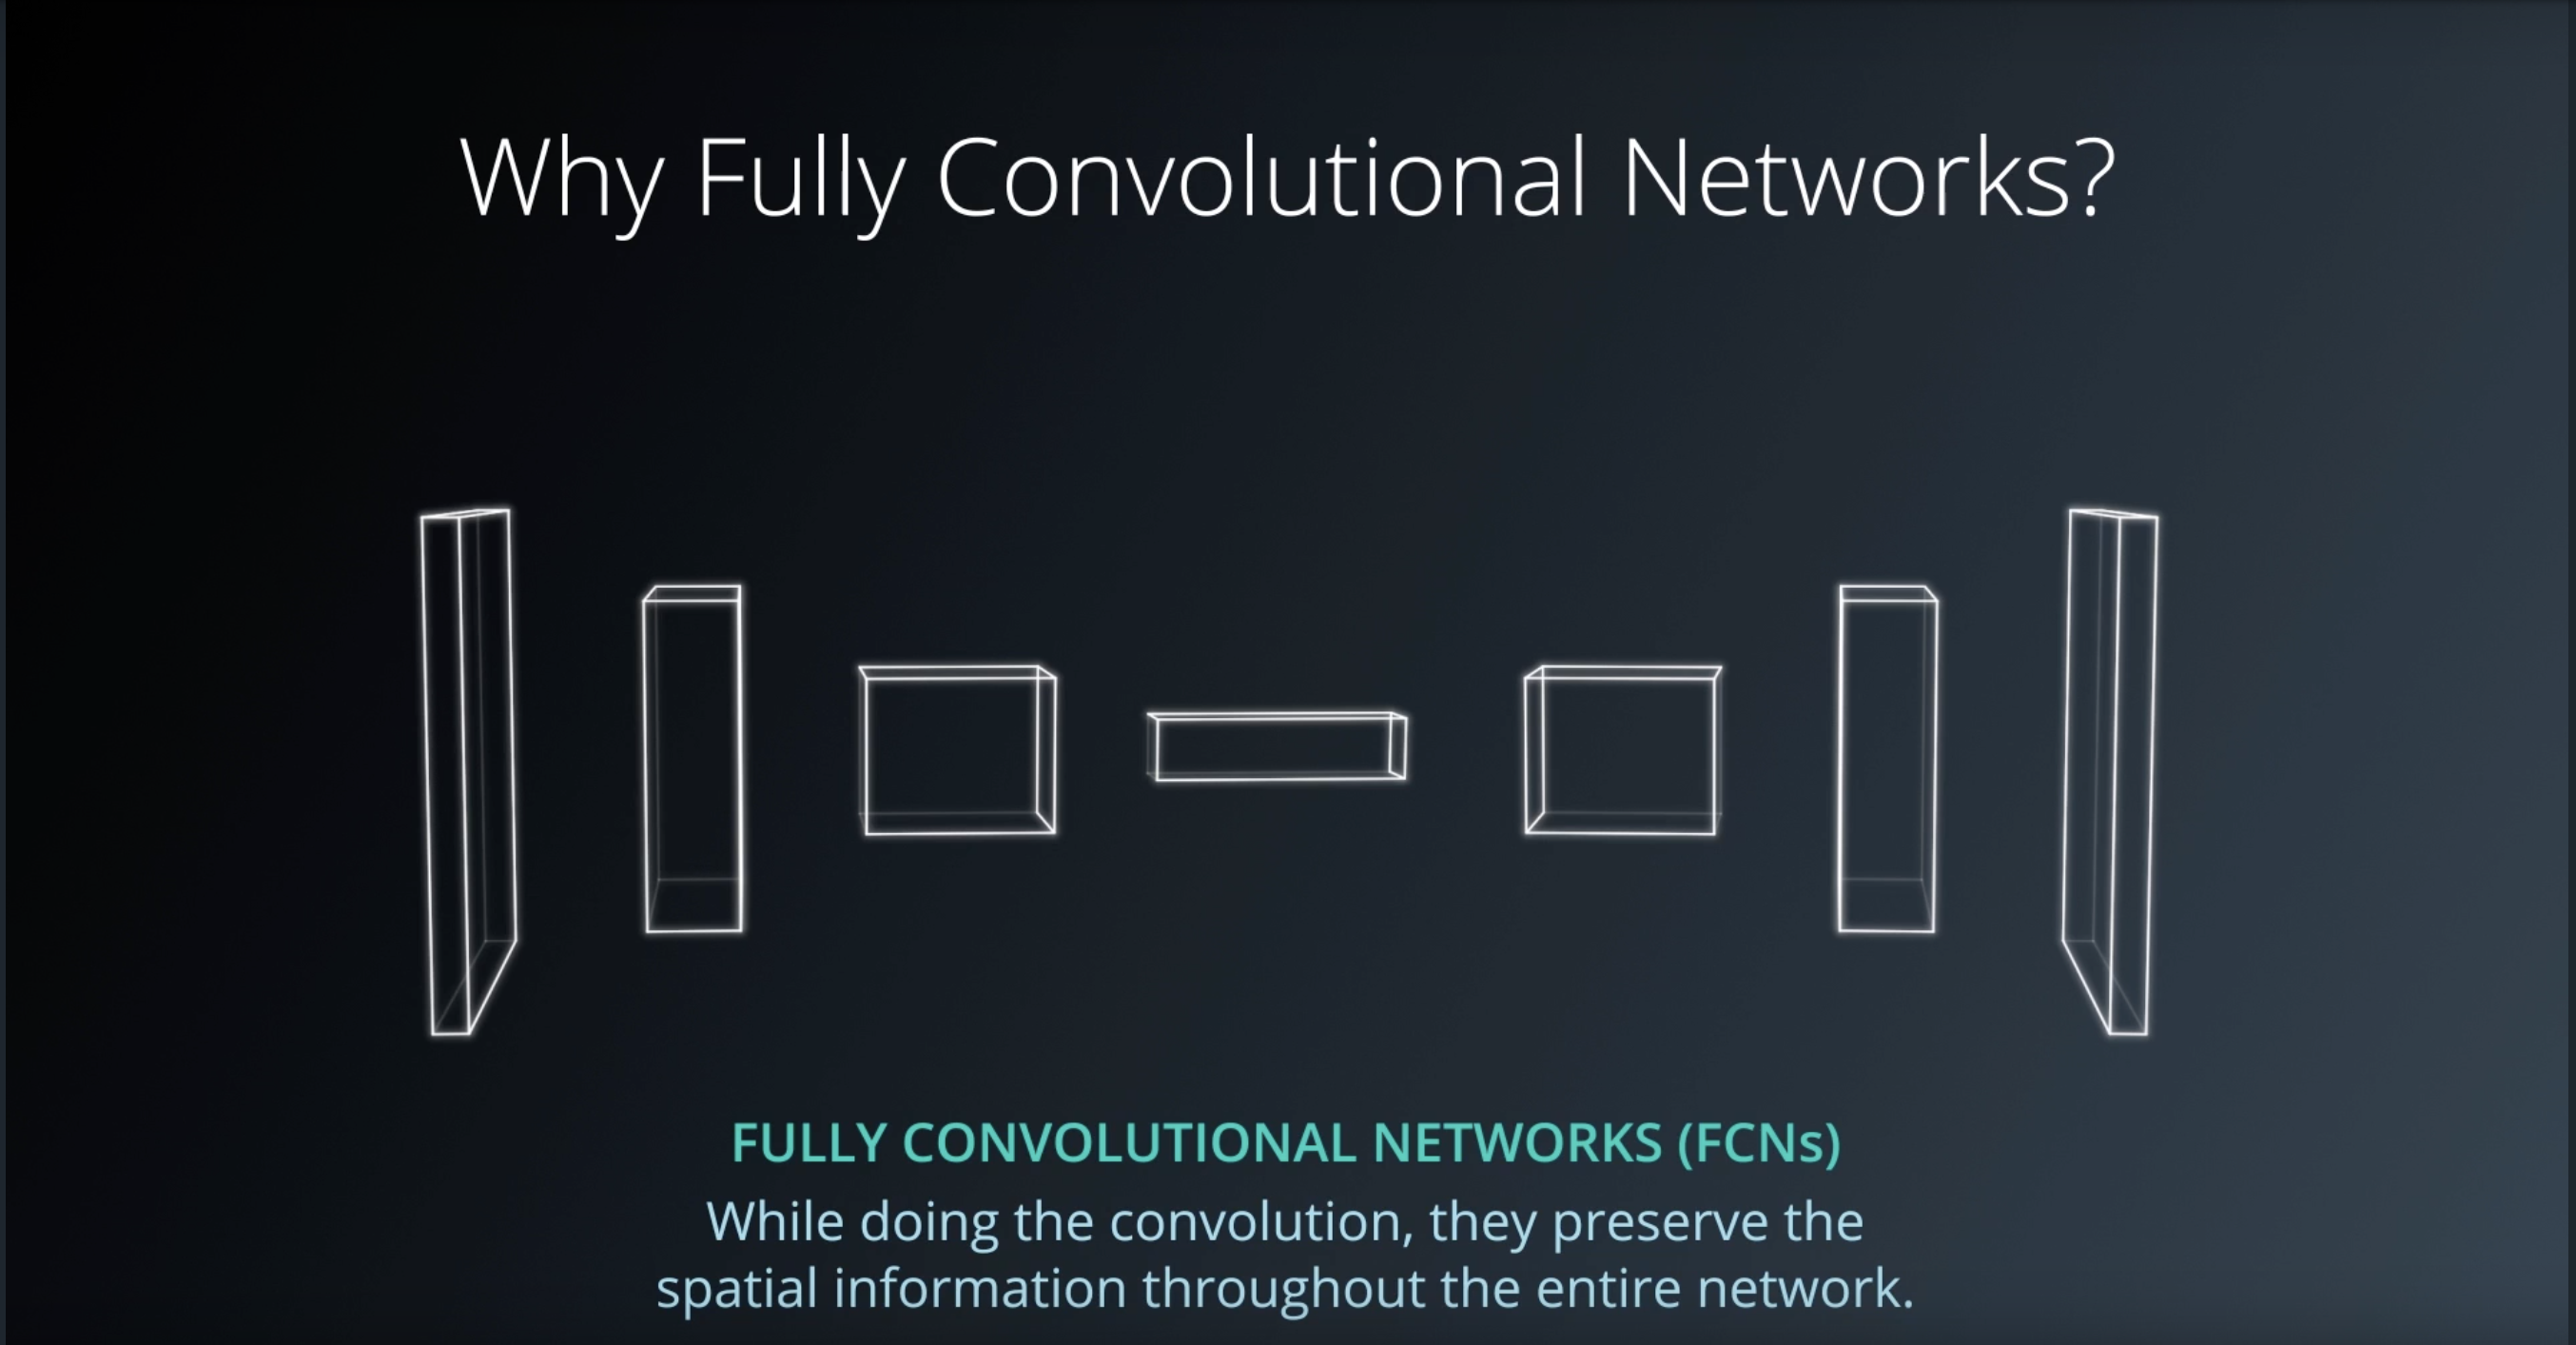 Why Fully Convolutional Networks?
FULLY CONVOLUTIONAL NETWORKS (FCNs)
While doing the convolution, they preserve the
spatial information throughout the entire network.